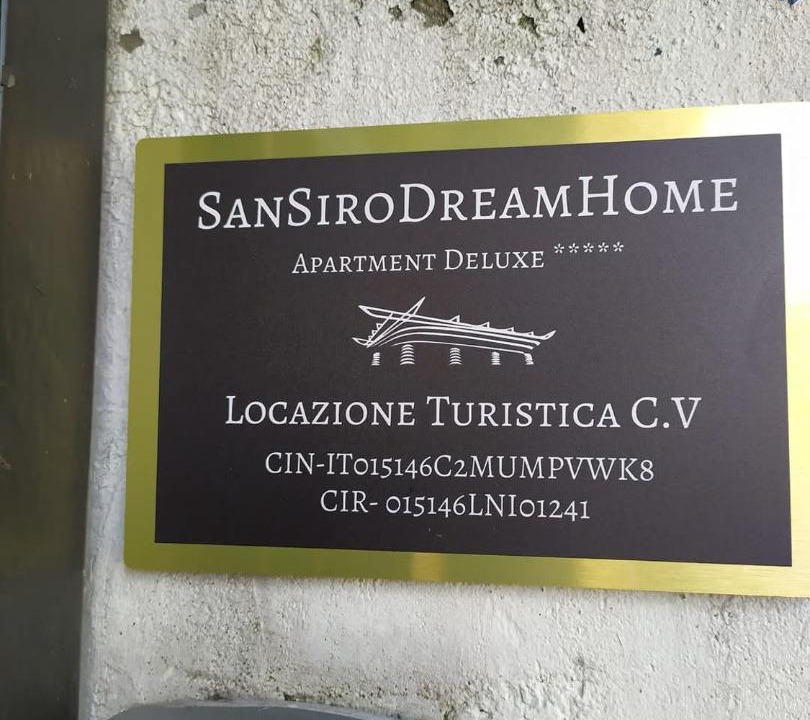 SanSiroDreamHome
Apartment Deluxe *****
Locazione Turistica C.V
CIN-IT015146C2MUMPVWK8
CIR- 015146LNI01241